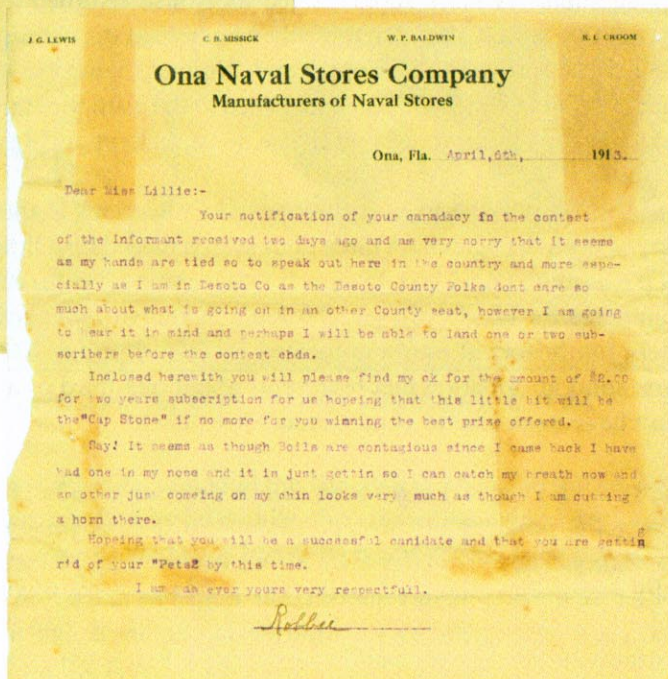 J. G. LEWIS C. B. MISSICK W. P. BALDWIN R. L. CROOM
Ona Naval Stores Company
Manufacturers of Naval Stores
Ona, Fla. April,6th, 1913.
Dear Miss Lillie:-
Your notification of your canadacy in the contest
of the Informant received two days ago and am very sorry that it seems
as my hands are tied so to speak out here in the country and more espe-
cially as I am in Desoto Co as the Desoto County Folks dont care so
much about what is going on in an other County seat, however I am going
to bear it in mind and perhaps I will be able to land one or two sub-
scribers before the contest ends.
Inclosed herewith you will please find my ck for the amount of $2.00
for two years subscription for us hopeing that this little bit will be
the"Cap Stone" if no more for you winning the best prize offered.
Say! It seems as though Boils are contagious since I came back I have
had one in my nose and it is just gettin so I can catch my breath now and
an other just comeing on my chin looks very much as though I am cutting
a horn there.
Hopeing that you will be a successful canidate and that you are getting
rid of your "Pets2 by this time.
I am as ever yours very respectfull.
Robbie